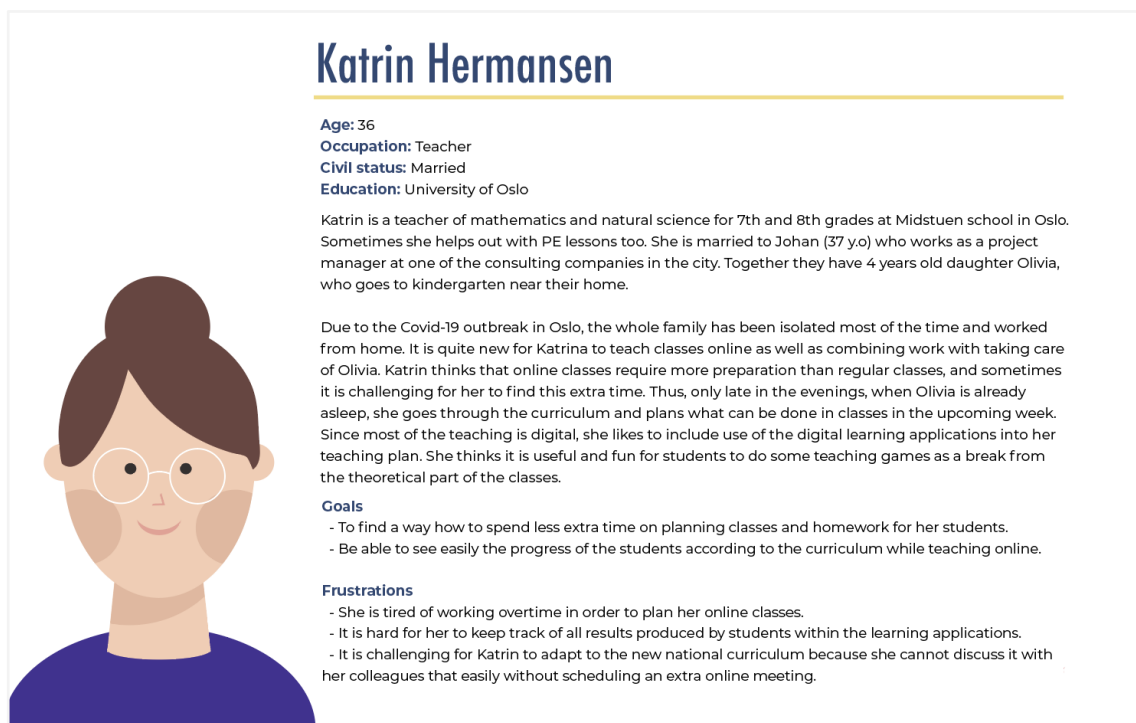 Katrin Hermansen
Age: 36
Occupation: Teacher
Civil status: Married
Education: University of Oslo
Katrin is a teacher of mathematics and natural science for 7th and 8th grades at Midstuen school in Oslo.
Sometimes she helps out with PE lessons too. She is married to Johan (37 y.o) who works as a project
manager at one of the consulting companies in the city. Together they have 4 years old daughter Olivia,
who goes to kindergarten near their home.
Due to the Covid-19 outbreak in Oslo, the whole family has been isolated most of the time and worked
from home. It is quite new for Katrina to teach classes online as well as combining work with taking care
of Olivia. Katrin thinks that online classes require more preparation than regular classes, and sometimes
it is challenging for her to find this extra time. Thus, only late in the evenings, when Olivia is already
asleep, she goes through the curriculum and plans what can be done in classes in the upcoming week.
Since most of the teaching is digital, she likes to include use of the digital learning applications into her
teaching plan. She thinks it is useful and fun for students to do some teaching games as a break from
the theoretical part of the classes.
Goals
- To find a way how to spend less extra time on planning classes and homework for her students.
- Be able to see easily the progress of the students according to the curriculum while teaching online.
Frustrations
- She is tired of working overtime in order to plan her online classes.
- It is hard for her to keep track of all results produced by students within the learning applications.
- It is challenging for Katrin to adapt to the new national curriculum because she cannot discuss it with
her colleagues that easily without scheduling an extra online meeting.